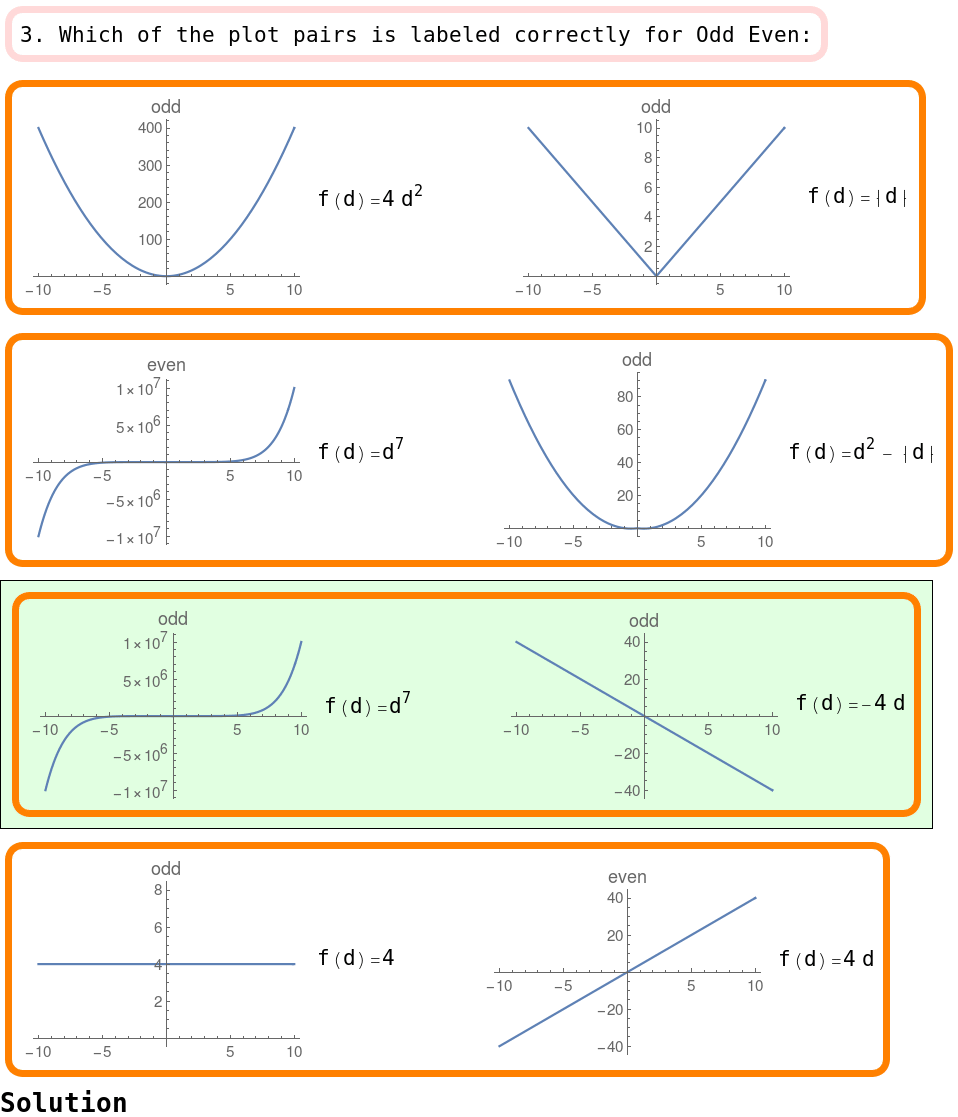 3. Which of the plot pairs is labeled correctly for Odd Even:
odd
400
300
200
100
−10 −5 5 10
f(d)=4 d²
odd
10
8
6
4
2
−10 −5 5 10
f(d)=|d|
even
1×10⁷
5×10⁶
−10 −5 5 10
−5×10⁶
−1×10⁷
f(d)=d⁷
odd
80
60
40
20
−10 −5 5 10
f(d)=d² − |d|
odd
1×10⁷
5×10⁶
−10 −5 5 10
−5×10⁶
−1×10⁷
f(d)=d⁷
odd
40
20
−10 −5 5 10
−20
−40
f(d)=−4 d
odd
8
6
4
2
−10 −5 5 10
f(d)=4
even
40
20
−10 −5 5 10
−20
−40
f(d)=4 d
Solution